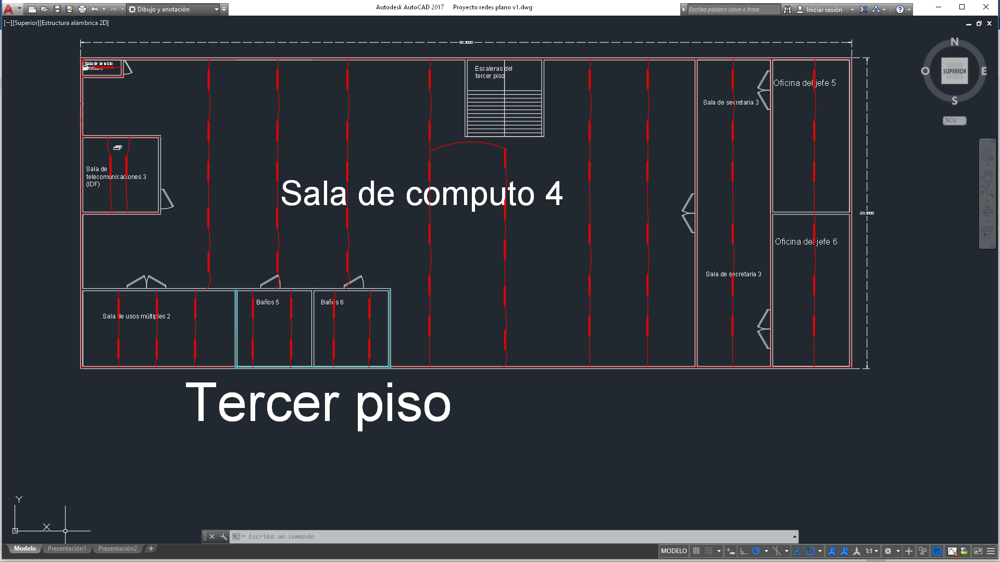 Dibujo y anotación
Autodesk AutoCAD 2017 Proyecto redes plano v1.dwg
Escriba palabra clave o frase
Iniciar sesión
[−][Superior][Estructura alámbrica 2D]
50.3000
Sala de servicio
Escaleras del
tercer piso
Sala de secretaria 3
Oficina del jefe 5
N
O
SUPERIOR
E
S
SCU
Sala de
telecomunicaciones 3
(IDF)
Sala de computo 4
20.3000
Oficina del jefe 6
Sala de secretaria 3
Baños 5
Baños 6
Sala de usos múltiples 2
Tercer piso
Y
X
Escriba un comando
Modelo
Presentación1
Presentación2
+
MODELO
1:1